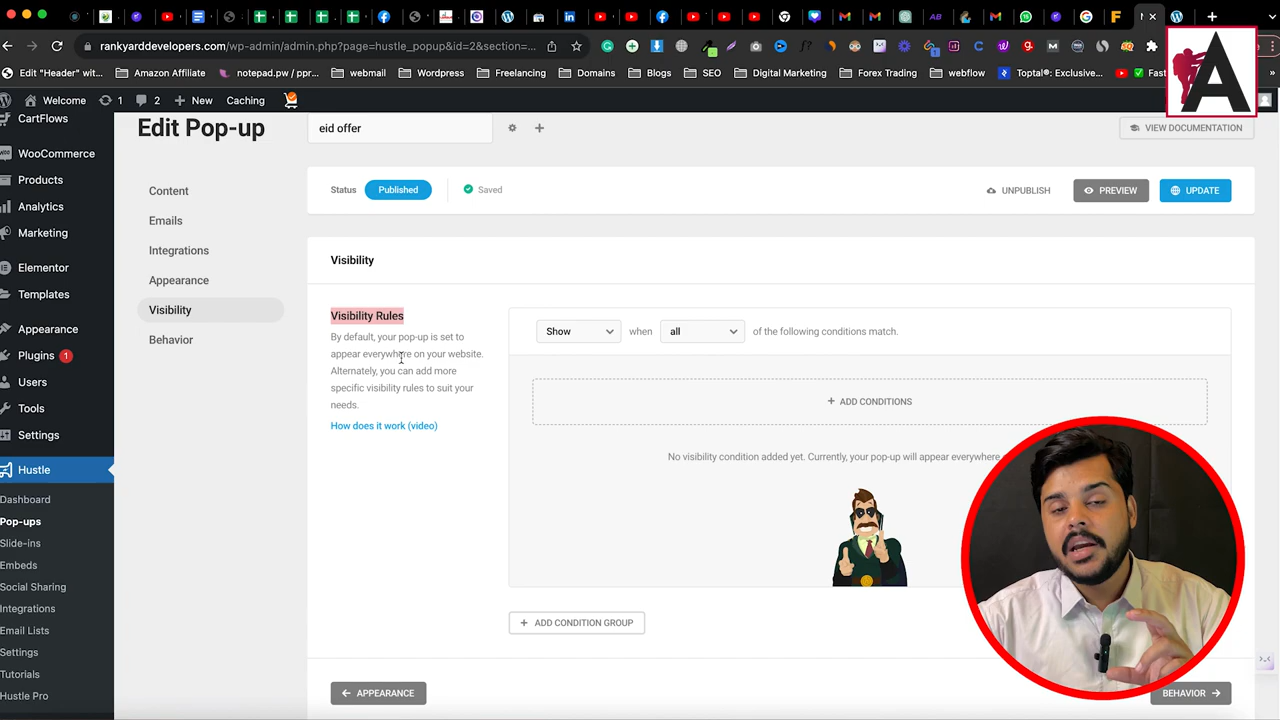 rankyarddevelopers.com/wp-admin/admin.php?page=hustle_popup&id=2&section=...
Edit "Header" wit...
Amazon Affiliate
notepad.pw / ppr...
webmail
Wordpress
Freelancing
Domains
Blogs
SEO
Digital Marketing
Forex Trading
webflow
Toptal®: Exclusive...
A
Welcome
1
2
New
Caching
CartFlows
WooCommerce
Products
Analytics
Marketing
Elementor
Templates
Appearance
Plugins 1
Users
Tools
Settings
Hustle
Dashboard
Pop-ups
Slide-ins
Embeds
Social Sharing
Integrations
Email Lists
Settings
Tutorials
Hustle Pro
Edit Pop-up
eid offer
VIEW DOCUMENTATION
Content
Emails
Integrations
Appearance
Visibility
Behavior
Status
Published
Saved
UNPUBLISH
PREVIEW
UPDATE
Visibility
Visibility Rules
By default, your pop-up is set to
appear everywhere on your website.
Alternately, you can add more
specific visibility rules to suit your
needs.
How does it work (video)
Show when all of the following conditions match.
+ ADD CONDITIONS
No visibility condition added yet. Currently, your pop-up will appear everywhere
+ ADD CONDITION GROUP
← APPEARANCE
BEHAVIOR →